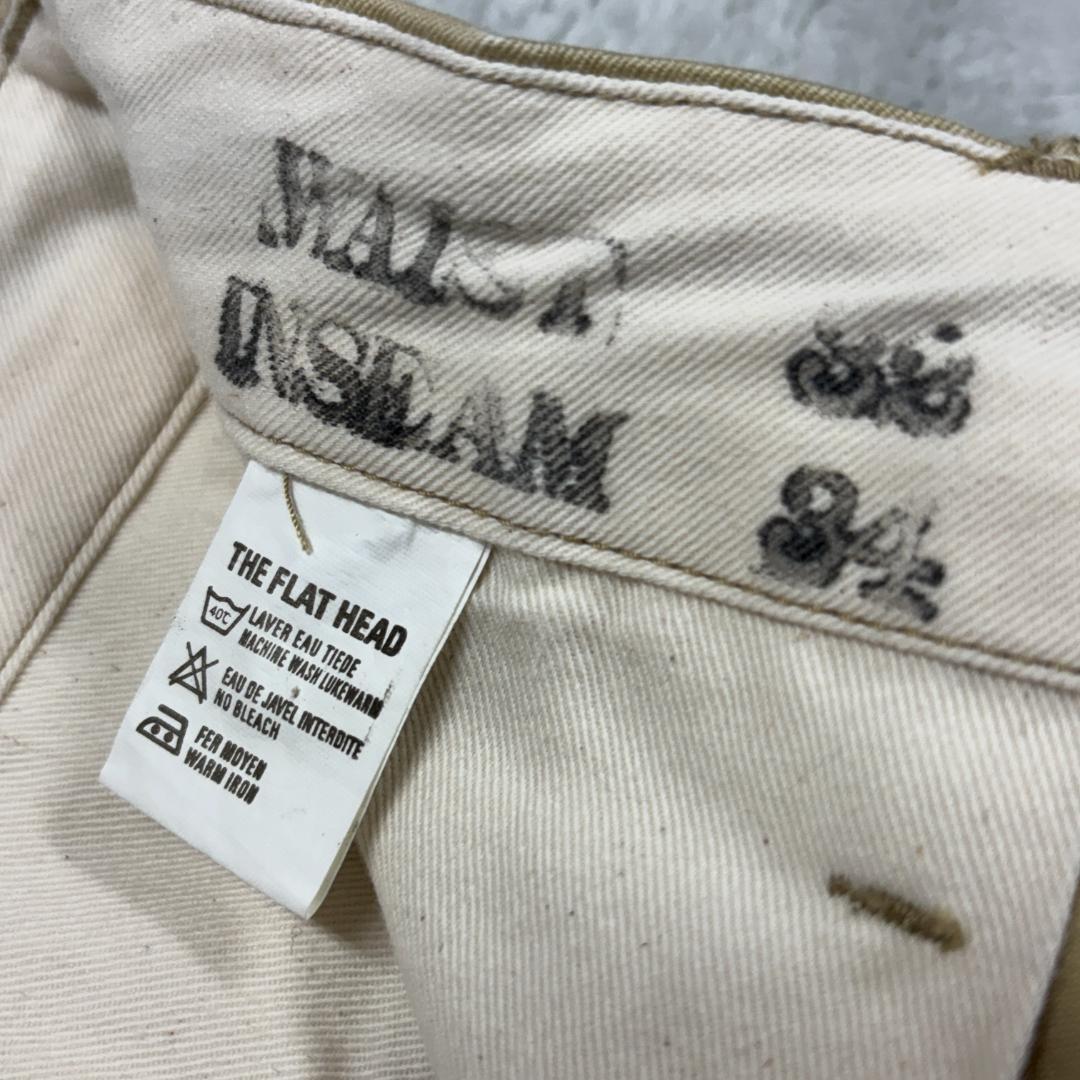 WAIST
INSEAM
THE FLAT HEAD
40℃
LAVER EAU TIEDE
MACHINE WASH LUKEWARM
EAU DE JAVEL INTERDITE
NO BLEACH
FER MOYEN
WARM IRON